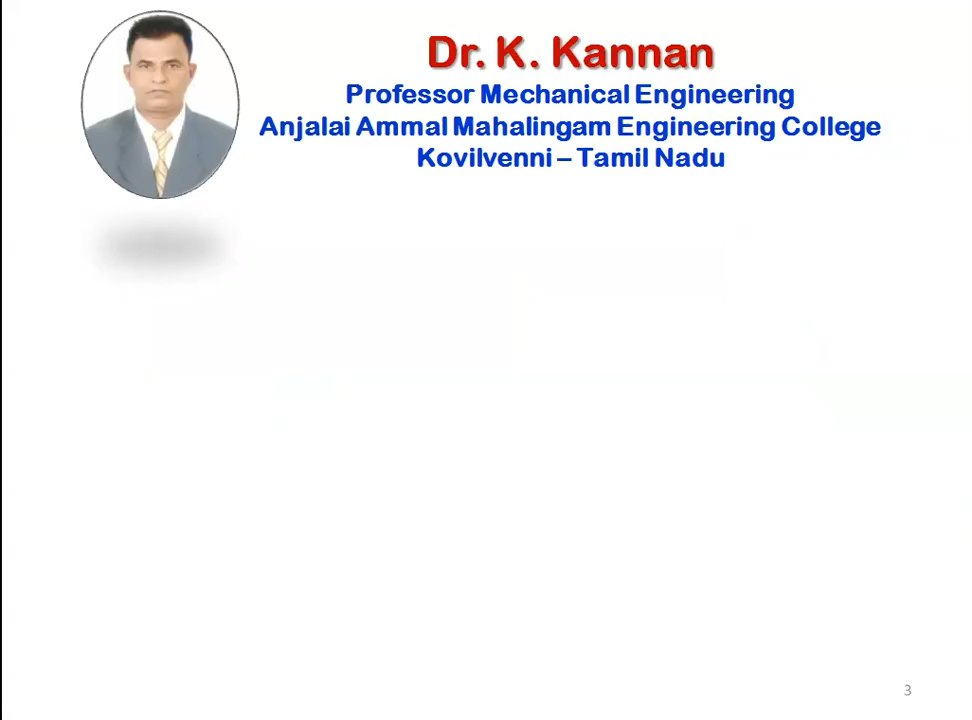 Dr. K. Kannan
Professor Mechanical Engineering
Anjalai Ammal Mahalingam Engineering College
Kovilvenni – Tamil Nadu
3